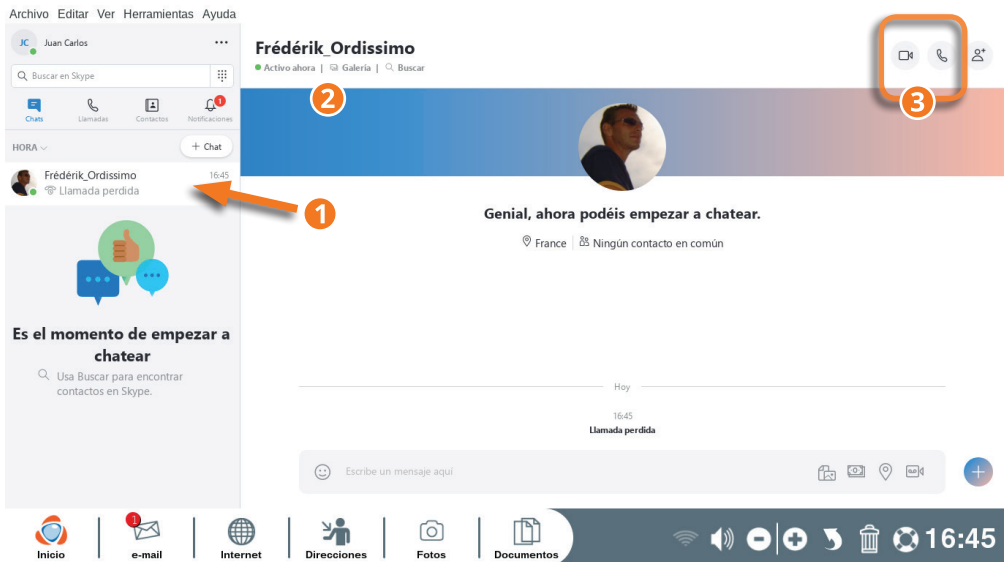 Archivo Editar Ver Herramientas Ayuda
JC Juan Carlos
Buscar en Skype
Chats Llamadas Contactos Notificaciones
1
HORA
+ Chat
Frédérik_Ordissimo 16:45
Llamada perdida
1
Es el momento de empezar a
chatear
Usa Buscar para encontrar
contactos en Skype.
Frédérik_Ordissimo
Activo ahora | Galería | Buscar
2
3
Genial, ahora podéis empezar a chatear.
France Ningún contacto en común
Hoy
16:45
Llamada perdida
Escribe un mensaje aquí
1
Inicio e-mail Internet Direcciones Fotos Documentos
16:45